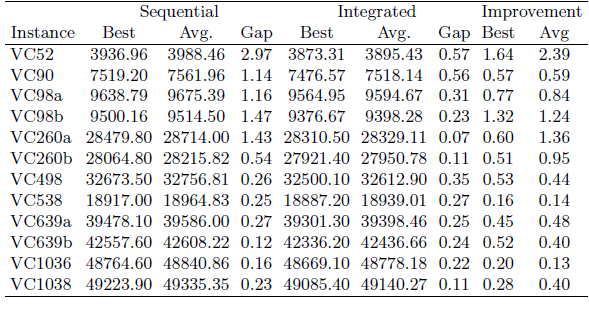 Sequential Integrated Improvement
Instance Best Avg. Gap Best Avg. Gap Best Avg
VC52 3936.96 3988.46 2.97 3873.31 3895.43 0.57 1.64 2.39
VC90 7519.20 7561.96 1.14 7476.57 7518.14 0.56 0.57 0.59
VC98a 9638.79 9675.39 1.16 9564.95 9594.67 0.31 0.77 0.84
VC98b 9500.16 9514.50 1.47 9376.67 9398.28 0.23 1.32 1.24
VC260a 28479.80 28714.00 1.43 28310.50 28329.11 0.07 0.60 1.36
VC260b 28064.80 28215.82 0.54 27921.40 27950.78 0.11 0.51 0.95
VC498 32673.50 32756.81 0.26 32500.10 32612.90 0.35 0.53 0.44
VC538 18917.00 18964.83 0.25 18887.20 18939.01 0.27 0.16 0.14
VC639a 39478.10 39586.00 0.27 39301.30 39398.46 0.25 0.45 0.48
VC639b 42557.60 42608.22 0.12 42336.20 42436.66 0.24 0.52 0.40
VC1036 48764.60 48840.86 0.16 48669.10 48778.18 0.22 0.20 0.13
VC1038 49223.90 49335.35 0.23 49085.40 49140.27 0.11 0.28 0.40